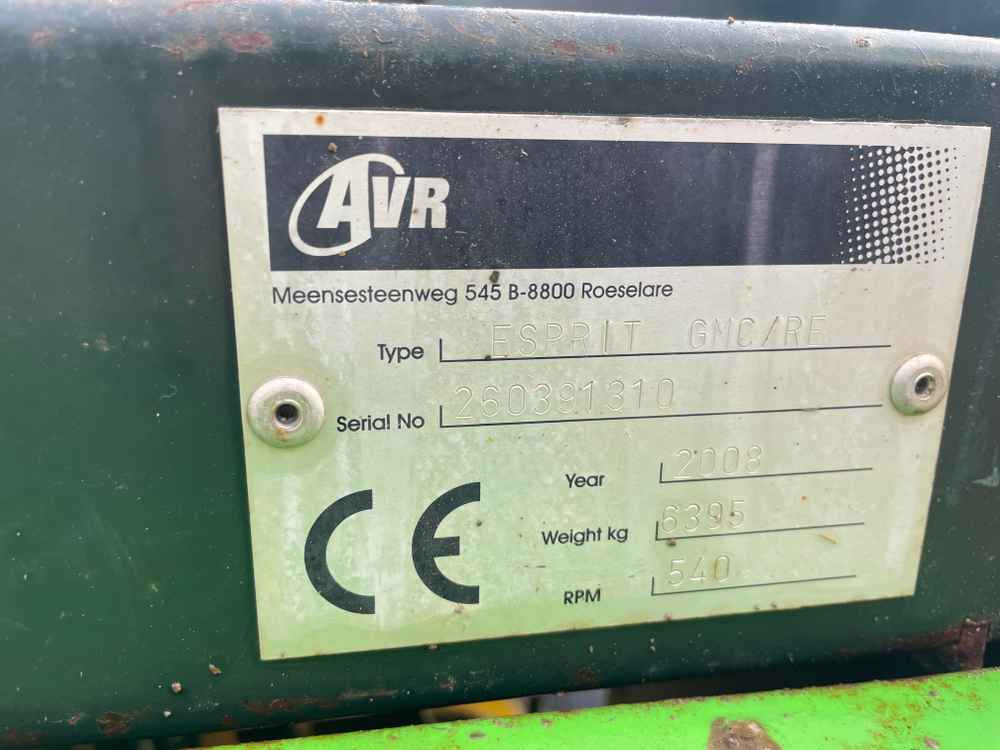 AVR
Meensesteenweg 545 B-8800 Roeselare
Type ESPRIT GMC/RE
Serial No 260391310
Year 2008
Weight kg 6395
RPM 540
CE